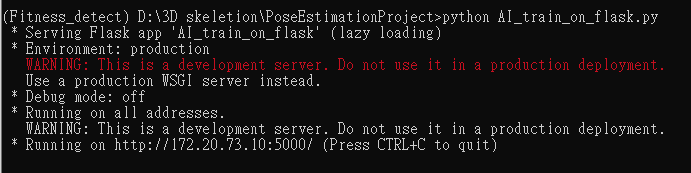 (Fitness_detect) D:\3D skeletion\PoseEstimationProject>python AI_train_on_flask.py
* Serving Flask app 'AI_train_on_flask' (lazy loading)
* Environment: production
WARNING: This is a development server. Do not use it in a production deployment.
Use a production WSGI server instead.
* Debug mode: off
* Running on all addresses.
WARNING: This is a development server. Do not use it in a production deployment.
* Running on http://172.20.73.10:5000/ (Press CTRL+C to quit)